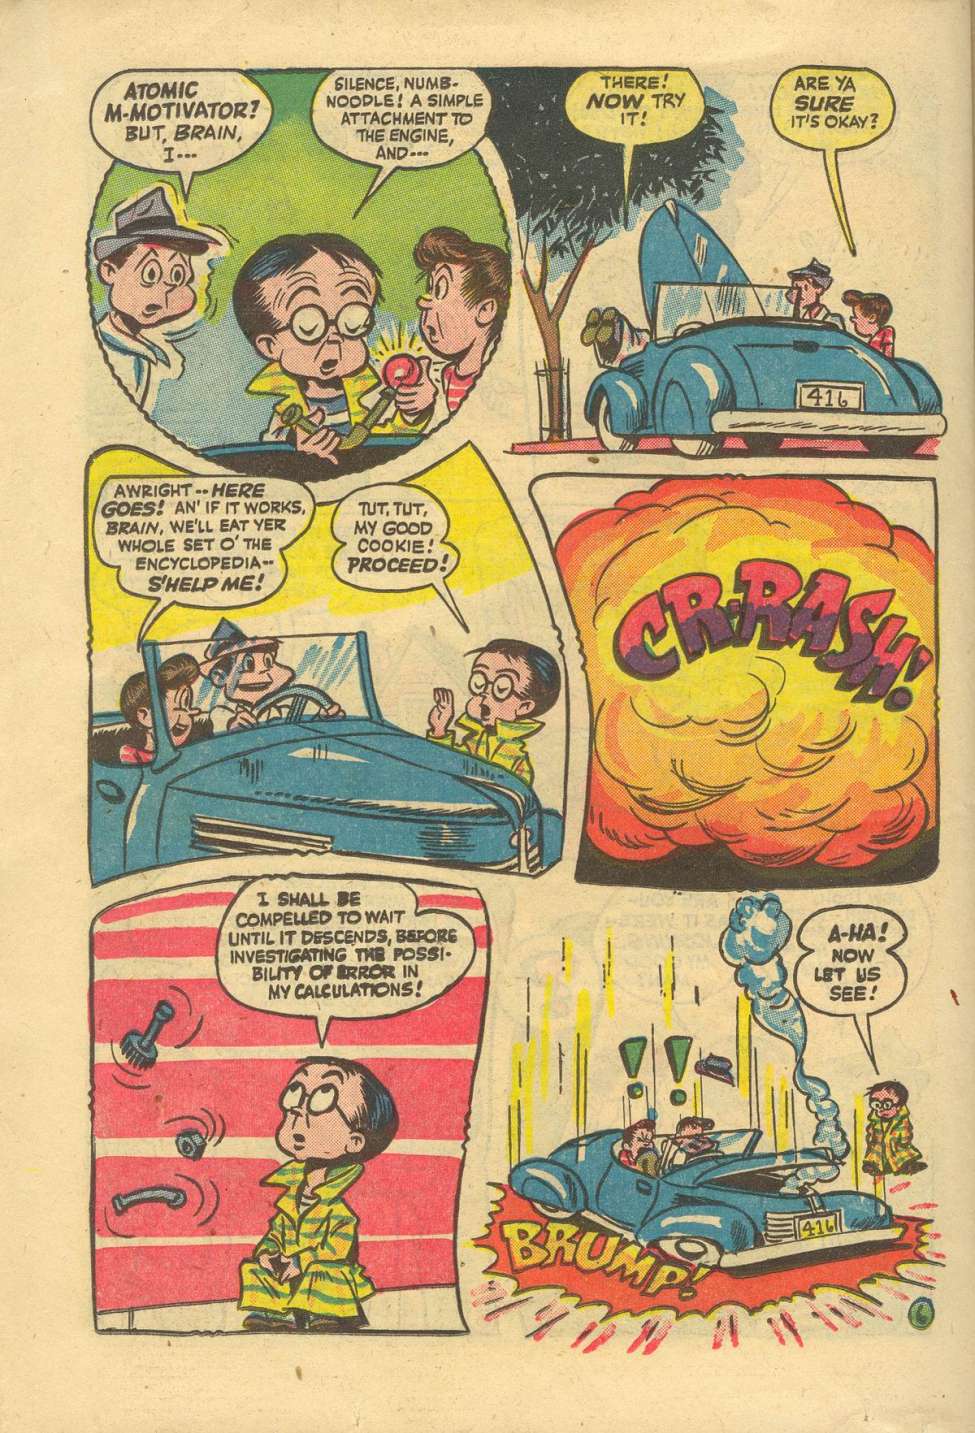 ATOMIC
M-MOTIVATOR?
BUT, BRAIN,
I---
SILENCE, NUMB-
NOODLE! A SIMPLE
ATTACHMENT TO
THE ENGINE,
AND---
THERE!
NOW TRY
IT!
ARE YA
SURE
IT'S OKAY?
416
AWRIGHT--HERE
GOES! AN' IF IT WORKS,
BRAIN, WE'LL EAT YER
WHOLE SET O' THE
ENCYCLOPEDIA--
S'HELP ME!
TUT, TUT,
MY GOOD
COOKIE!
PROCEED!
CR-RASH!
I SHALL BE
COMPELLED TO WAIT
UNTIL IT DESCENDS, BEFORE
INVESTIGATING THE POSSI-
BILITY OF ERROR IN
MY CALCULATIONS!
A-HA!
NOW
LET US
SEE!
! !
416
BRUMP!
6